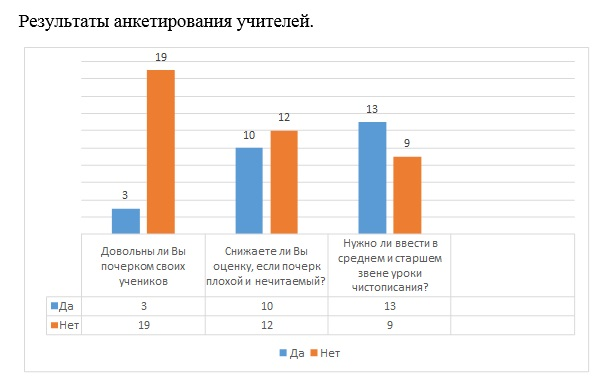 Результаты анкетирования учителей.
19
13
12
10
9
3
Довольны ли Вы
почерком своих
учеников
Снижаете ли Вы
оценку, если почерк
плохой и нечитаемый?
Нужно ли ввести в
среднем и старшем
звене уроки
чистописания?
Да 3 10 13
Нет 19 12 9
Да Нет